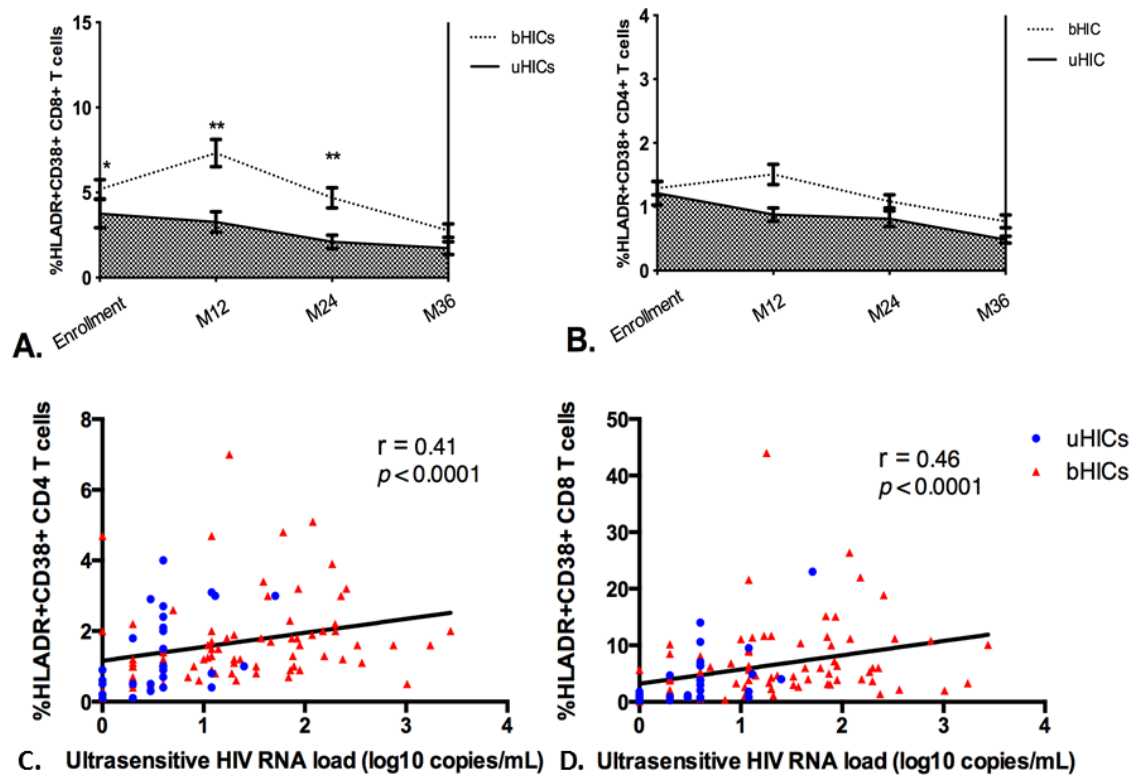 %HLADR+CD38+ CD8+ T cells
15
10
5
0
bHICs
uHICs
*
**
**
Enrollment
M12
M24
M36
A.
%HLADR+CD38+ CD4+ T cells
4
3
2
1
0
bHIC
uHIC
Enrollment
M12
M24
M36
B.
%HLADR+CD38+ CD4 T cells
8
6
4
2
0
r = 0.41
p<0.0001
0
1
2
3
4
C.
Ultrasensitive HIV RNA load (log10 copies/mL)
%HLADR+CD38+ CD8 T cells
50
40
30
20
10
0
r = 0.46
p<0.0001
uHICs
bHICs
0
1
2
3
4
D.
Ultrasensitive HIV RNA load (log10 copies/mL)